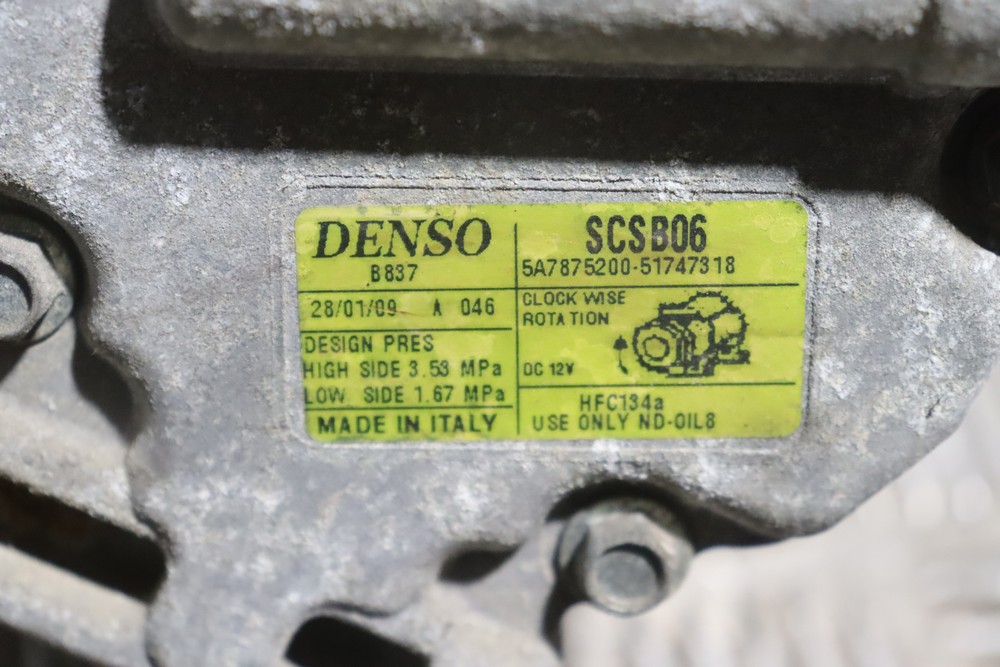 DENSO
B837
28/01/09 A 046
DESIGN PRES
HIGH SIDE 3.53 MPa
LOW SIDE 1.67 MPa
MADE IN ITALY
SCSB06
5A7875200-51747318
CLOCK WISE
ROTATION
DC 12V
HFC134a
USE ONLY ND-OIL8